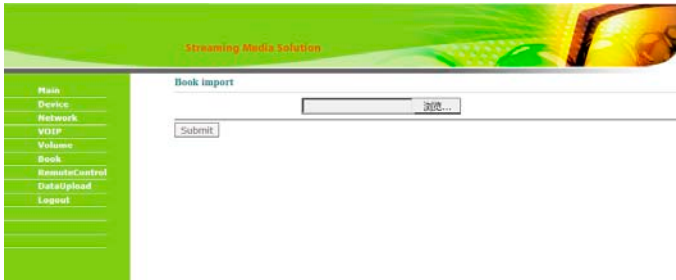 Streaming Media Solution
Main
Device
Network
VOIP
Volume
Book
RemoteControl
DataUpload
Logout
Book import
浏览...
Submit